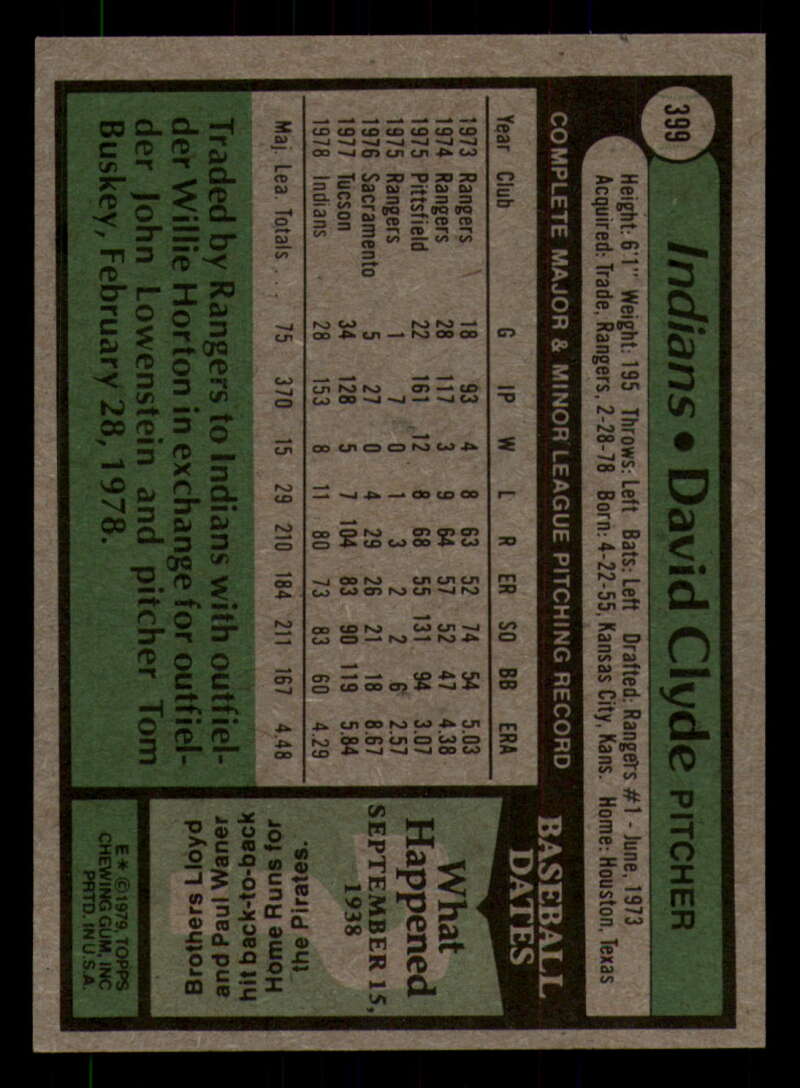 399
Indians • David Clyde PITCHER
Height: 6'1" Weight: 195 Throws: Left Bats: Left Drafted: Rangers #1 - June, 1973
Acquired: Trade, Rangers, 2-28-78 Born: 4-22-55, Kansas City, Kans. Home: Houston, Texas
COMPLETE MAJOR & MINOR LEAGUE PITCHING RECORD
Year Club G IP W L R ER SO BB ERA
1973 Rangers 18 93 4 8 63 52 74 54 5.03
1974 Rangers 28 117 3 9 64 57 52 47 4.38
1975 Pittsfield 22 161 12 8 68 55 131 94 3.07
1975 Rangers 1 7 0 1 3 2 2 6 2.57
1976 Sacramento 5 27 0 4 29 26 21 18 8.67
1977 Tucson 34 128 5 7 104 83 90 119 5.84
1978 Indians 28 153 8 11 80 73 83 60 4.29
Maj. Lea. Totals . . . 75 370 15 29 210 184 211 167 4.48
Traded by Rangers to Indians with outfiel-
der Willie Horton in exchange for outfiel-
der John Lowenstein and pitcher Tom
Buskey, February 28, 1978.
BASEBALL
DATES
What
Happened
SEPTEMBER 15,
1938
Brothers Lloyd
and Paul Waner
hit back-to-back
Home Runs for
the Pirates.
E * © 1979, TOPPS
CHEWING GUM, INC
PRTD. IN U.S.A.